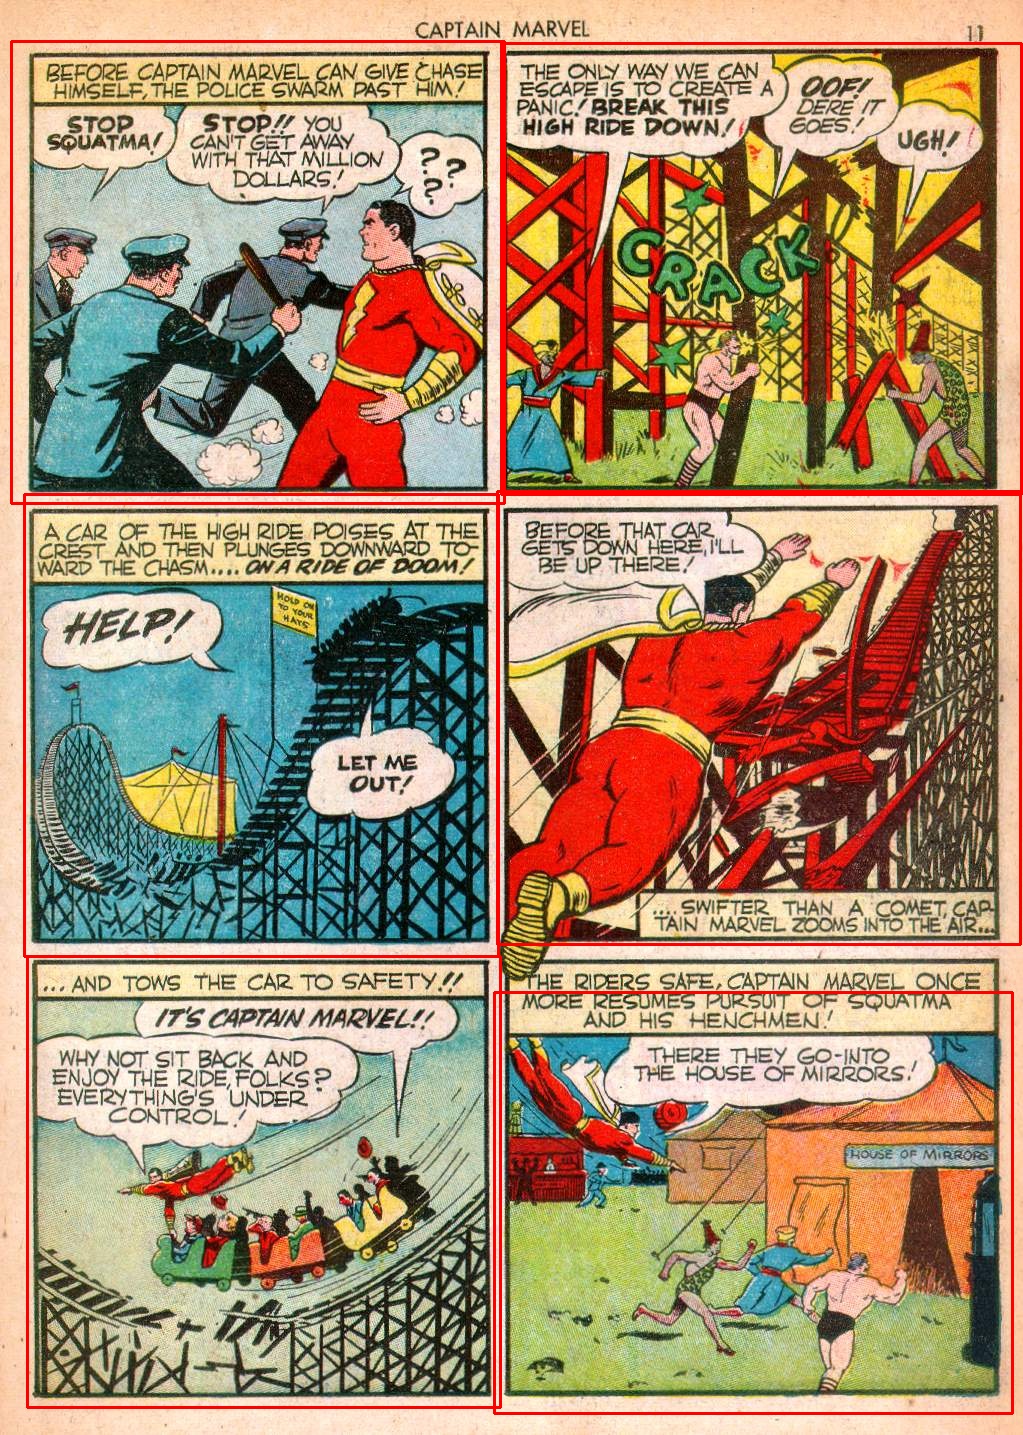 CAPTAIN MARVEL
11
BEFORE CAPTAIN MARVEL CAN GIVE CHASE
HIMSELF, THE POLICE SWARM PAST HIM!
STOP
SQUATMA!
STOP!! YOU
CAN'T GET AWAY
WITH THAT MILLION
DOLLARS!
? ?
?
THE ONLY WAY WE CAN
ESCAPE IS TO CREATE A
PANIC! BREAK THIS
HIGH RIDE DOWN!
OOF!
DERE IT
GOES!
UGH!
CRACK
A CAR OF THE HIGH RIDE POISES AT THE
CREST AND THEN PLUNGES DOWNWARD TO-
WARD THE CHASM.... ON A RIDE OF DOOM!
HELP!
HOLD ON
TO YOUR
HATS
LET ME
OUT!
BEFORE THAT CAR
GETS DOWN HERE, I'LL
BE UP THERE!
.... SWIFTER THAN A COMET, CAP-
TAIN MARVEL ZOOMS INTO THE AIR...
...AND TOWS THE CAR TO SAFETY!!
IT'S CAPTAIN MARVEL!!
WHY NOT SIT BACK AND
ENJOY THE RIDE, FOLKS?
EVERYTHING'S UNDER
CONTROL!
THE RIDERS SAFE, CAPTAIN MARVEL ONCE
MORE RESUMES PURSUIT OF SQUATMA
AND HIS HENCHMEN!
THERE THEY GO-INTO
THE HOUSE OF MIRRORS!
HOUSE OF MIRRORS